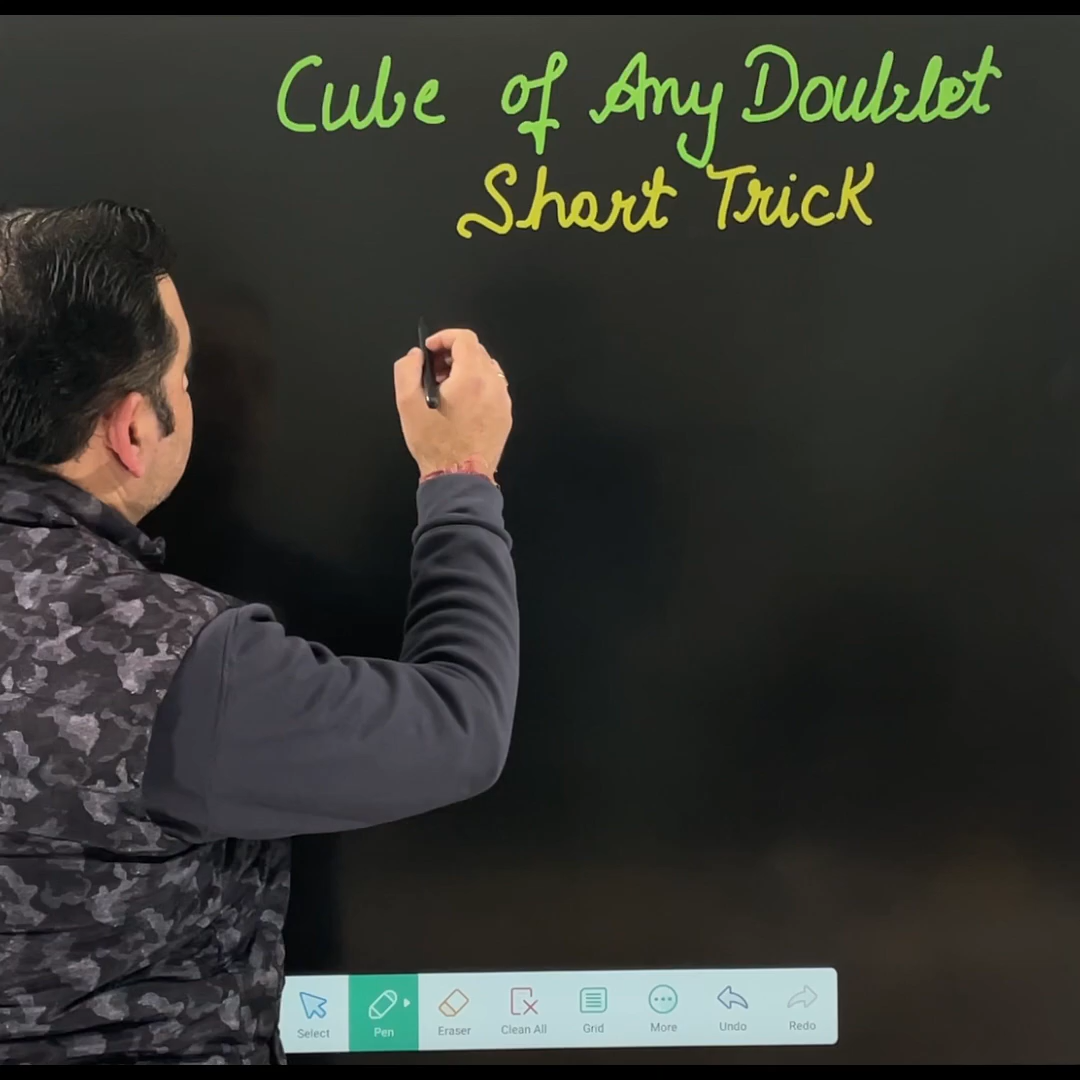 Cube of Any Doublet
Short Trick
Select Pen Eraser Clean All Grid More Undo Redo